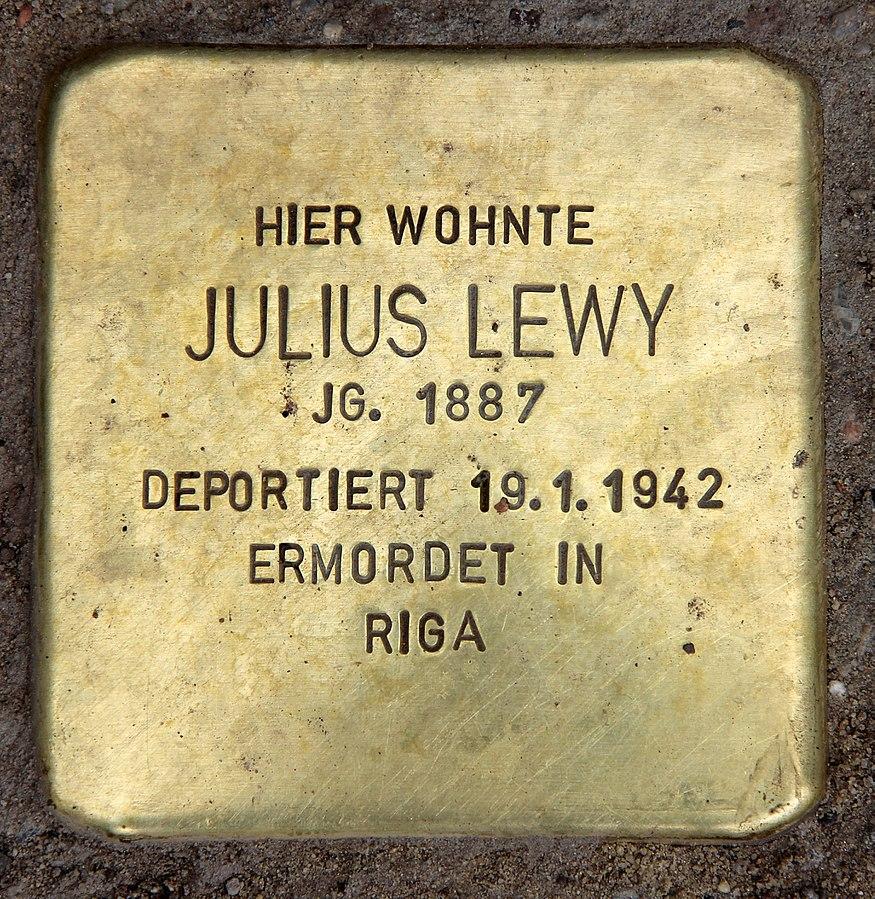 HIER WOHNTE
JULIUS LEWY
JG. 1887
DEPORTIERT 19.1.1942
ERMORDET IN
RIGA